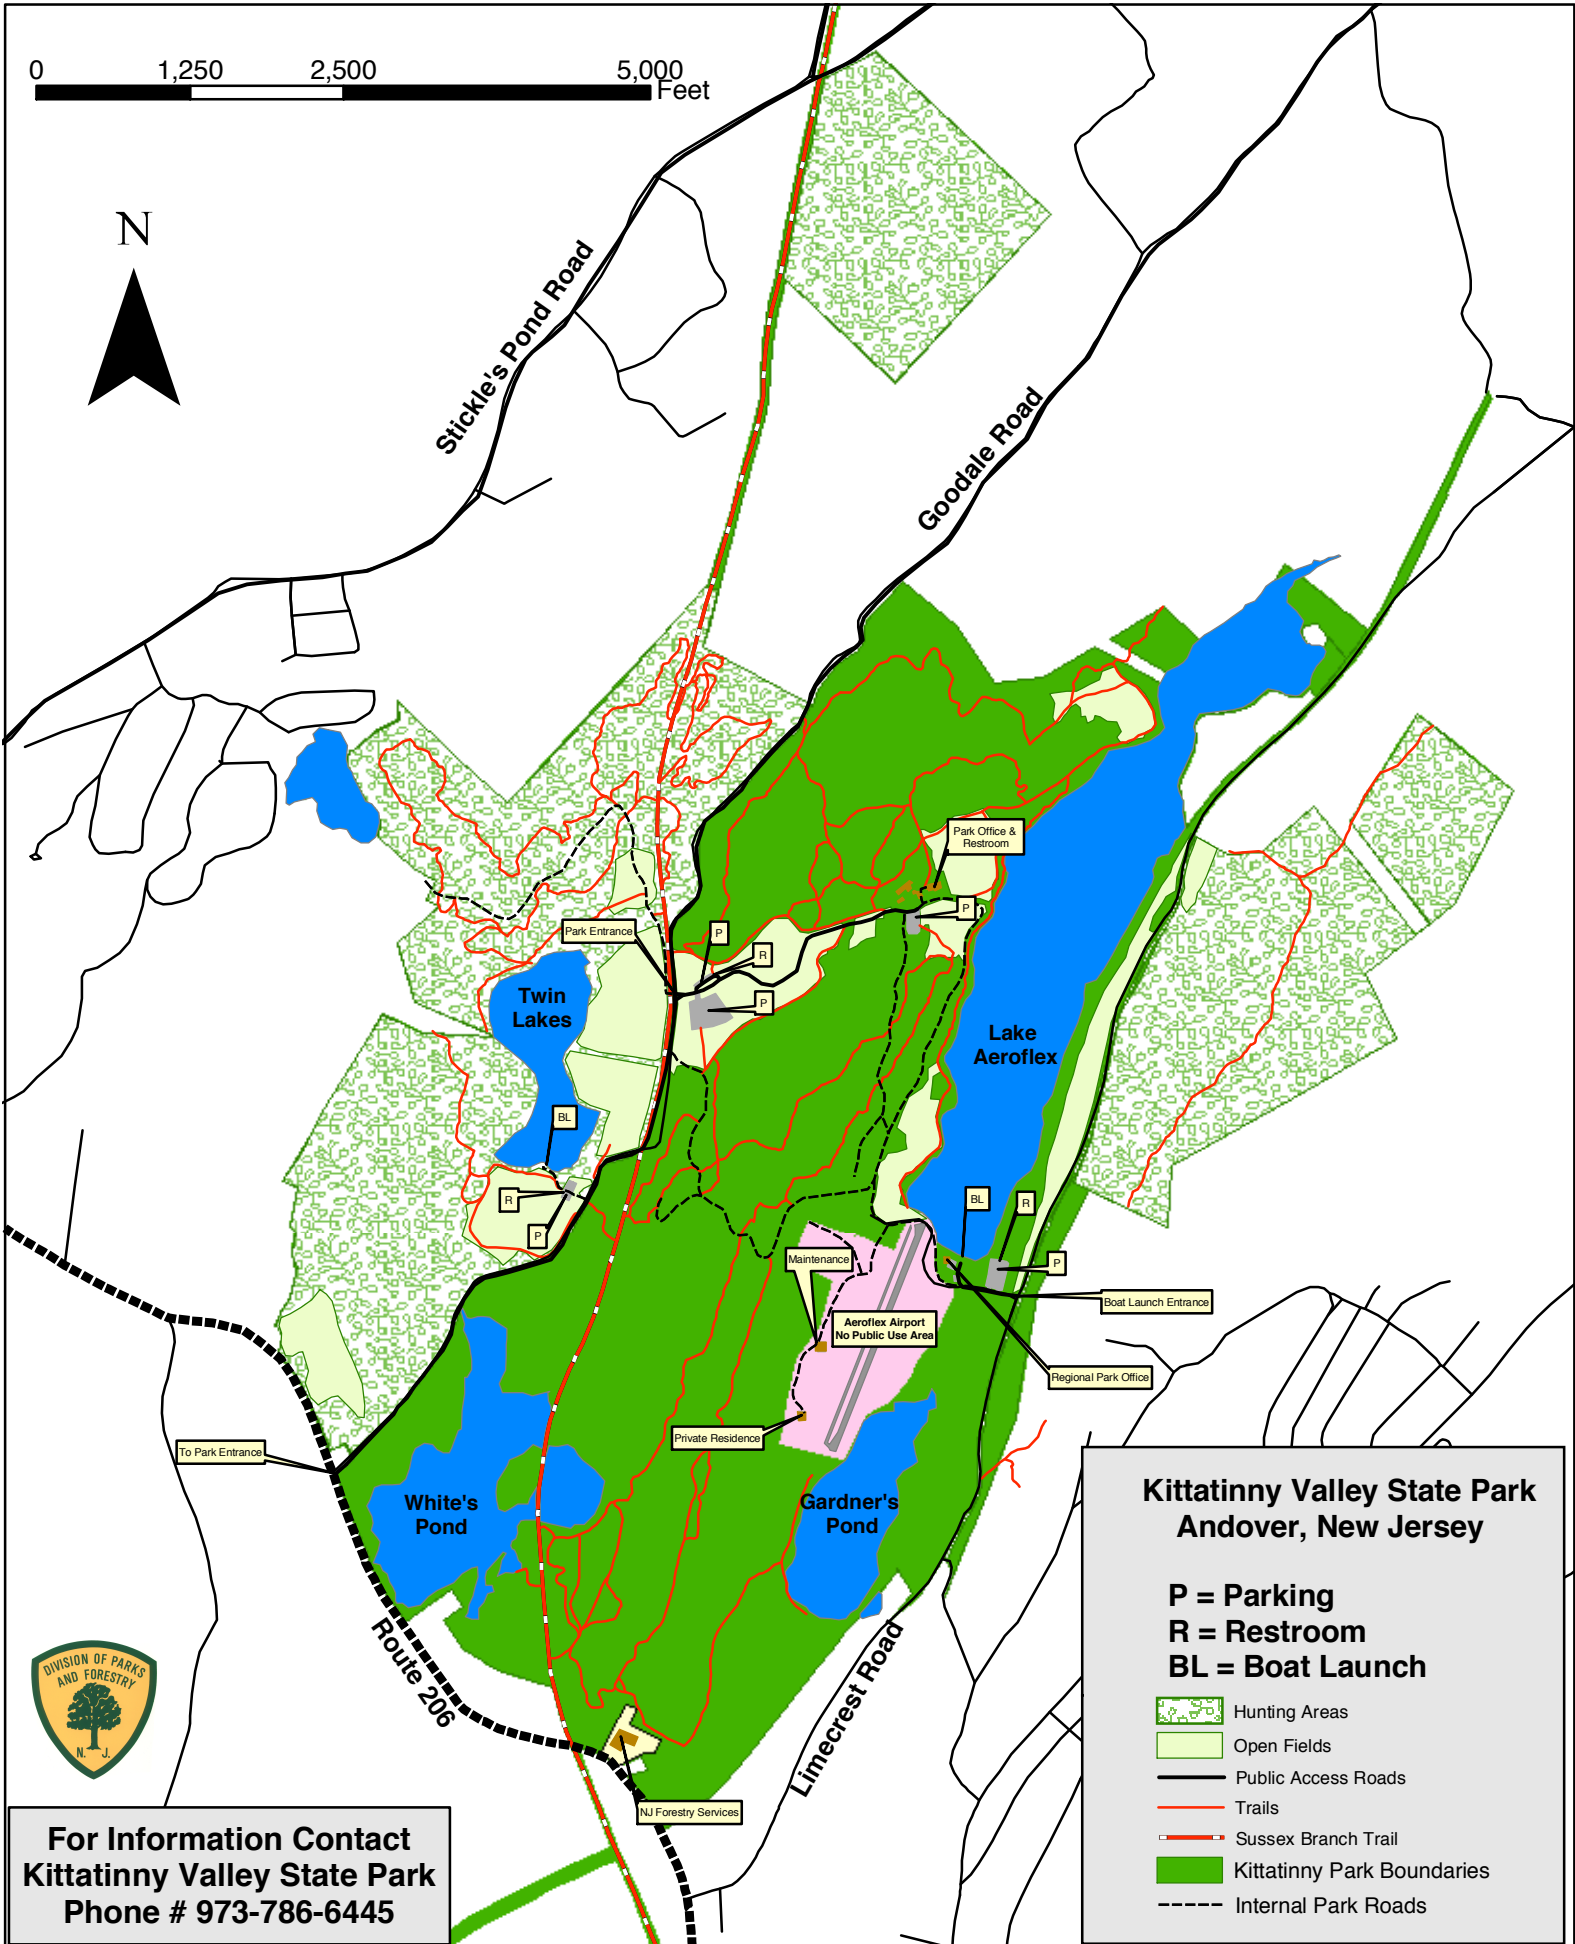 0
1,250
2,500
5,000
Feet
N
Stickle's Pond Road
Goodale Road
Park Office &
Restroom
P
Park Entrance
P
R
P
Twin
Lakes
Lake
Aeroflex
BL
R
P
BL
R
P
Maintenance
Boat Launch Entrance
Aeroflex Airport
No Public Use Area
Regional Park Office
Private Residence
To Park Entrance
White's
Pond
Gardner's
Pond
Route 206
Limecrest Road
NJ Forestry Services
DIVISION OF PARKS
AND FORESTRY
N. J.
For Information Contact
Kittatinny Valley State Park
Phone # 973-786-6445
Kittatinny Valley State Park
Andover, New Jersey
P = Parking
R = Restroom
BL = Boat Launch
Hunting Areas
Open Fields
Public Access Roads
Trails
Sussex Branch Trail
Kittatinny Park Boundaries
Internal Park Roads